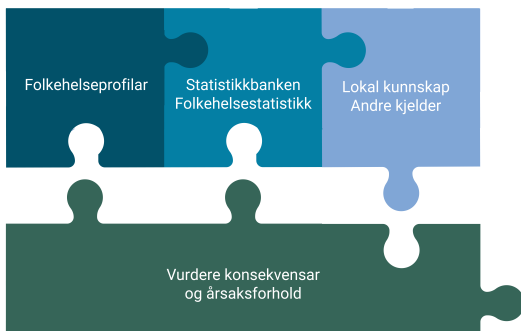 Folkehelseprofilar
Statistikkbanken
Folkehelsestatistikk
Lokal kunnskap
Andre kjelder
Vurdere konsekvensar
og årsaksforhold